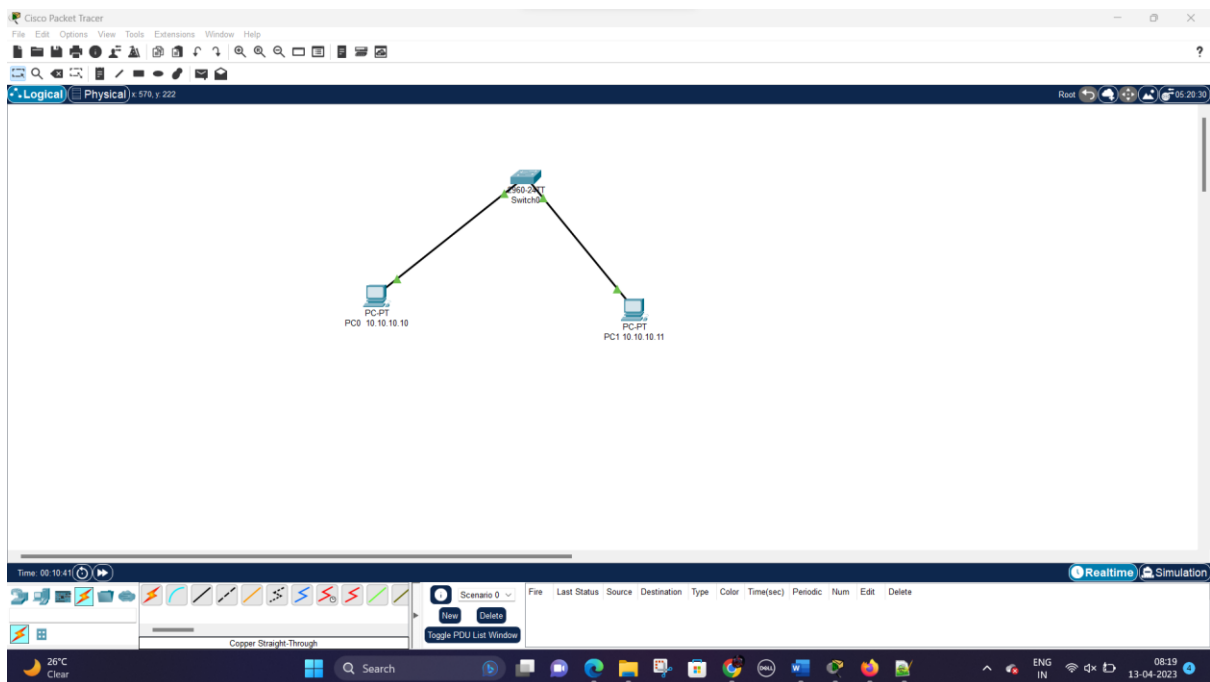 Cisco Packet Tracer
File Edit Options View Tools Extensions Window Help
?
Logical Physical x: 570, y: 222 Root 05:20:30
2960-24TT
Switch0
PC-PT
PC0 10.10.10.10
PC-PT
PC1 10.10.10.11
Time: 00:10:41 Realtime Simulation
Scenario 0 Fire Last Status Source Destination Type Color Time(sec) Periodic Num Edit Delete
New Delete
Toggle PDU List Window
Copper Straight-Through
26°C
Clear
Search
DELL
ENG
IN
08:19
13-04-2023
4